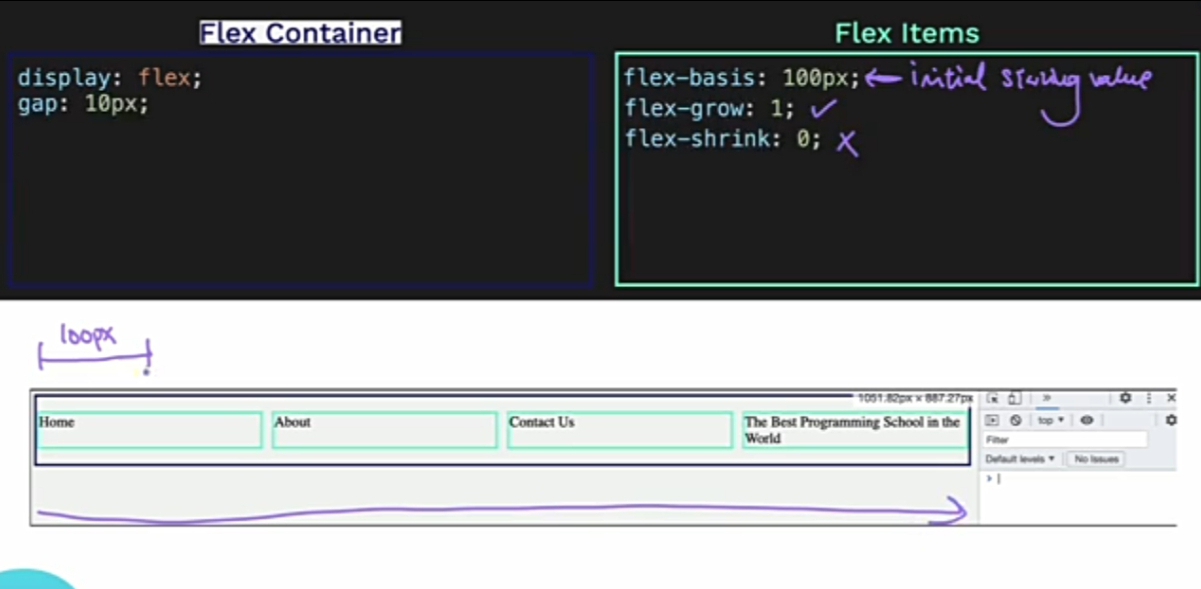 Flex Container
Flex Items
display: flex;
gap: 10px;
flex-basis: 100px; ← initial starting value
flex-grow: 1; ✓
flex-shrink: 0; X
100px
1051.82px × 887.27px
»
Home
About
Contact Us
The Best Programming School in the
World
top ▼
Filter
Default levels ▼
No Issues
>